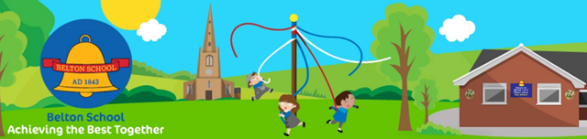 BELTON SCHOOL
AD 1843
Belton School
Achieving the Best Together